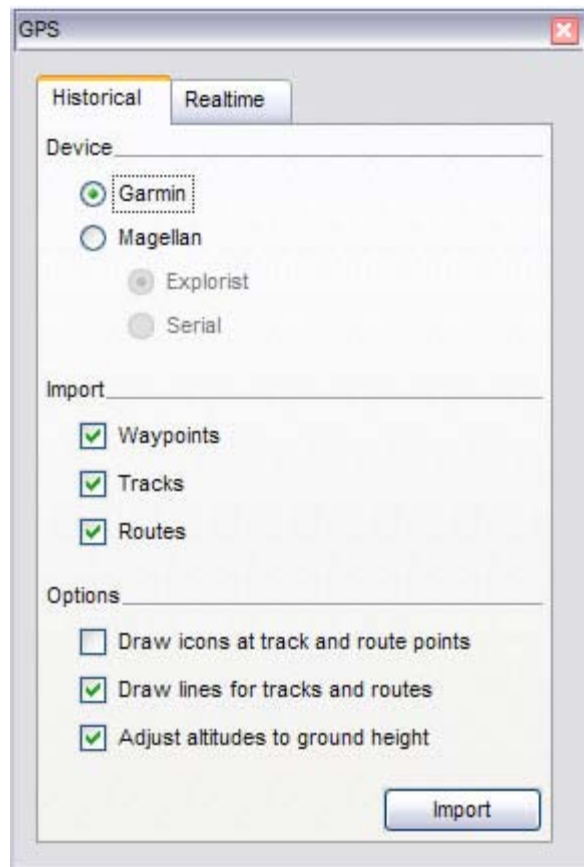 GPS
Historical Realtime
Device
Garmin
Magellan
Explorist
Serial
Import
Waypoints
Tracks
Routes
Options
Draw icons at track and route points
Draw lines for tracks and routes
Adjust altitudes to ground height
Import